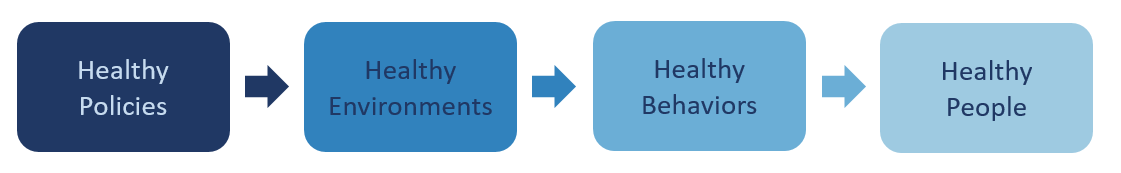 Healthy
Policies
Healthy
Environments
Healthy
Behaviors
Healthy
People